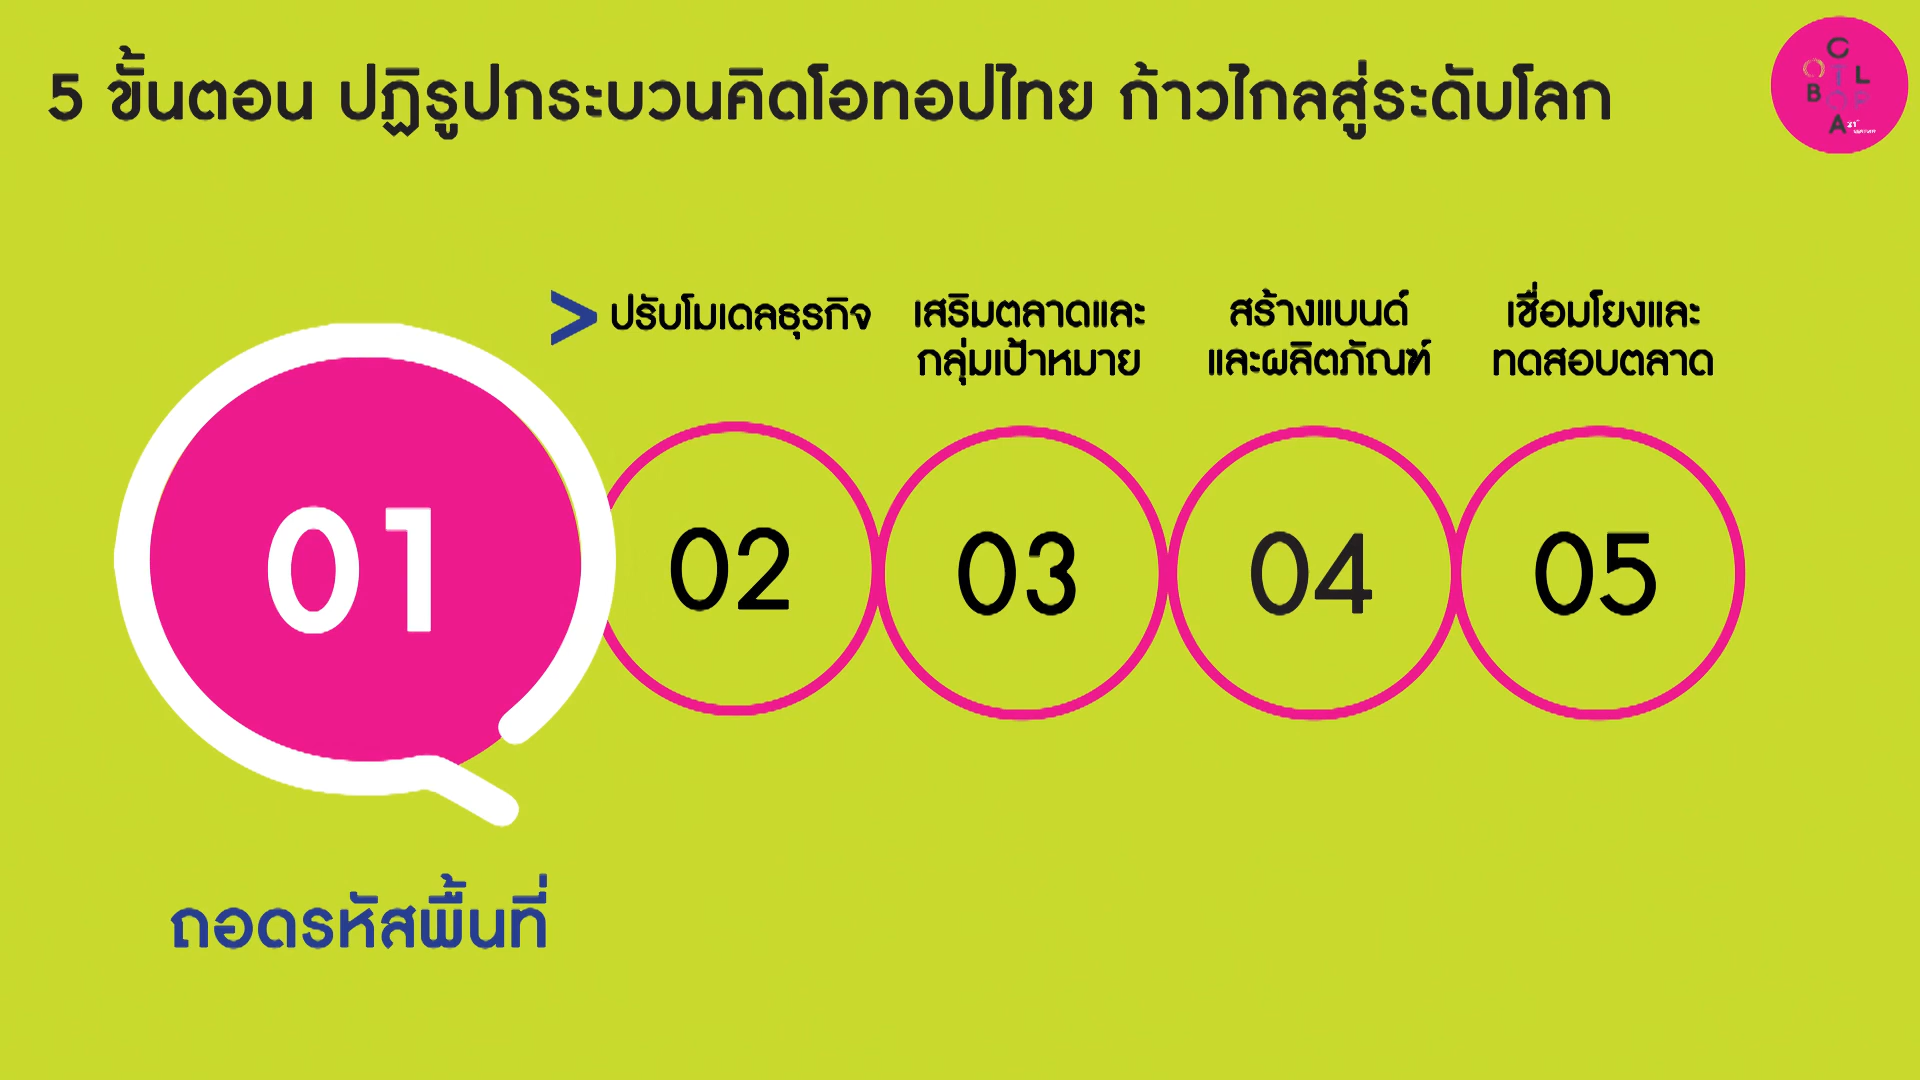 5 ขั้นตอน ปฏิรูปกระบวนคิดโอทอปไทย ก้าวไกลสู่ระดับโลก
> ปรับโมเดลธุรกิจ
เสริมตลาดและ
กลุ่มเป้าหมาย
สร้างแบนด์
และผลิตภัณฑ์
เชื่อมโยงและ
ทดสอบตลาด
01
02
03
04
05
ถอดรหัสพื้นที่